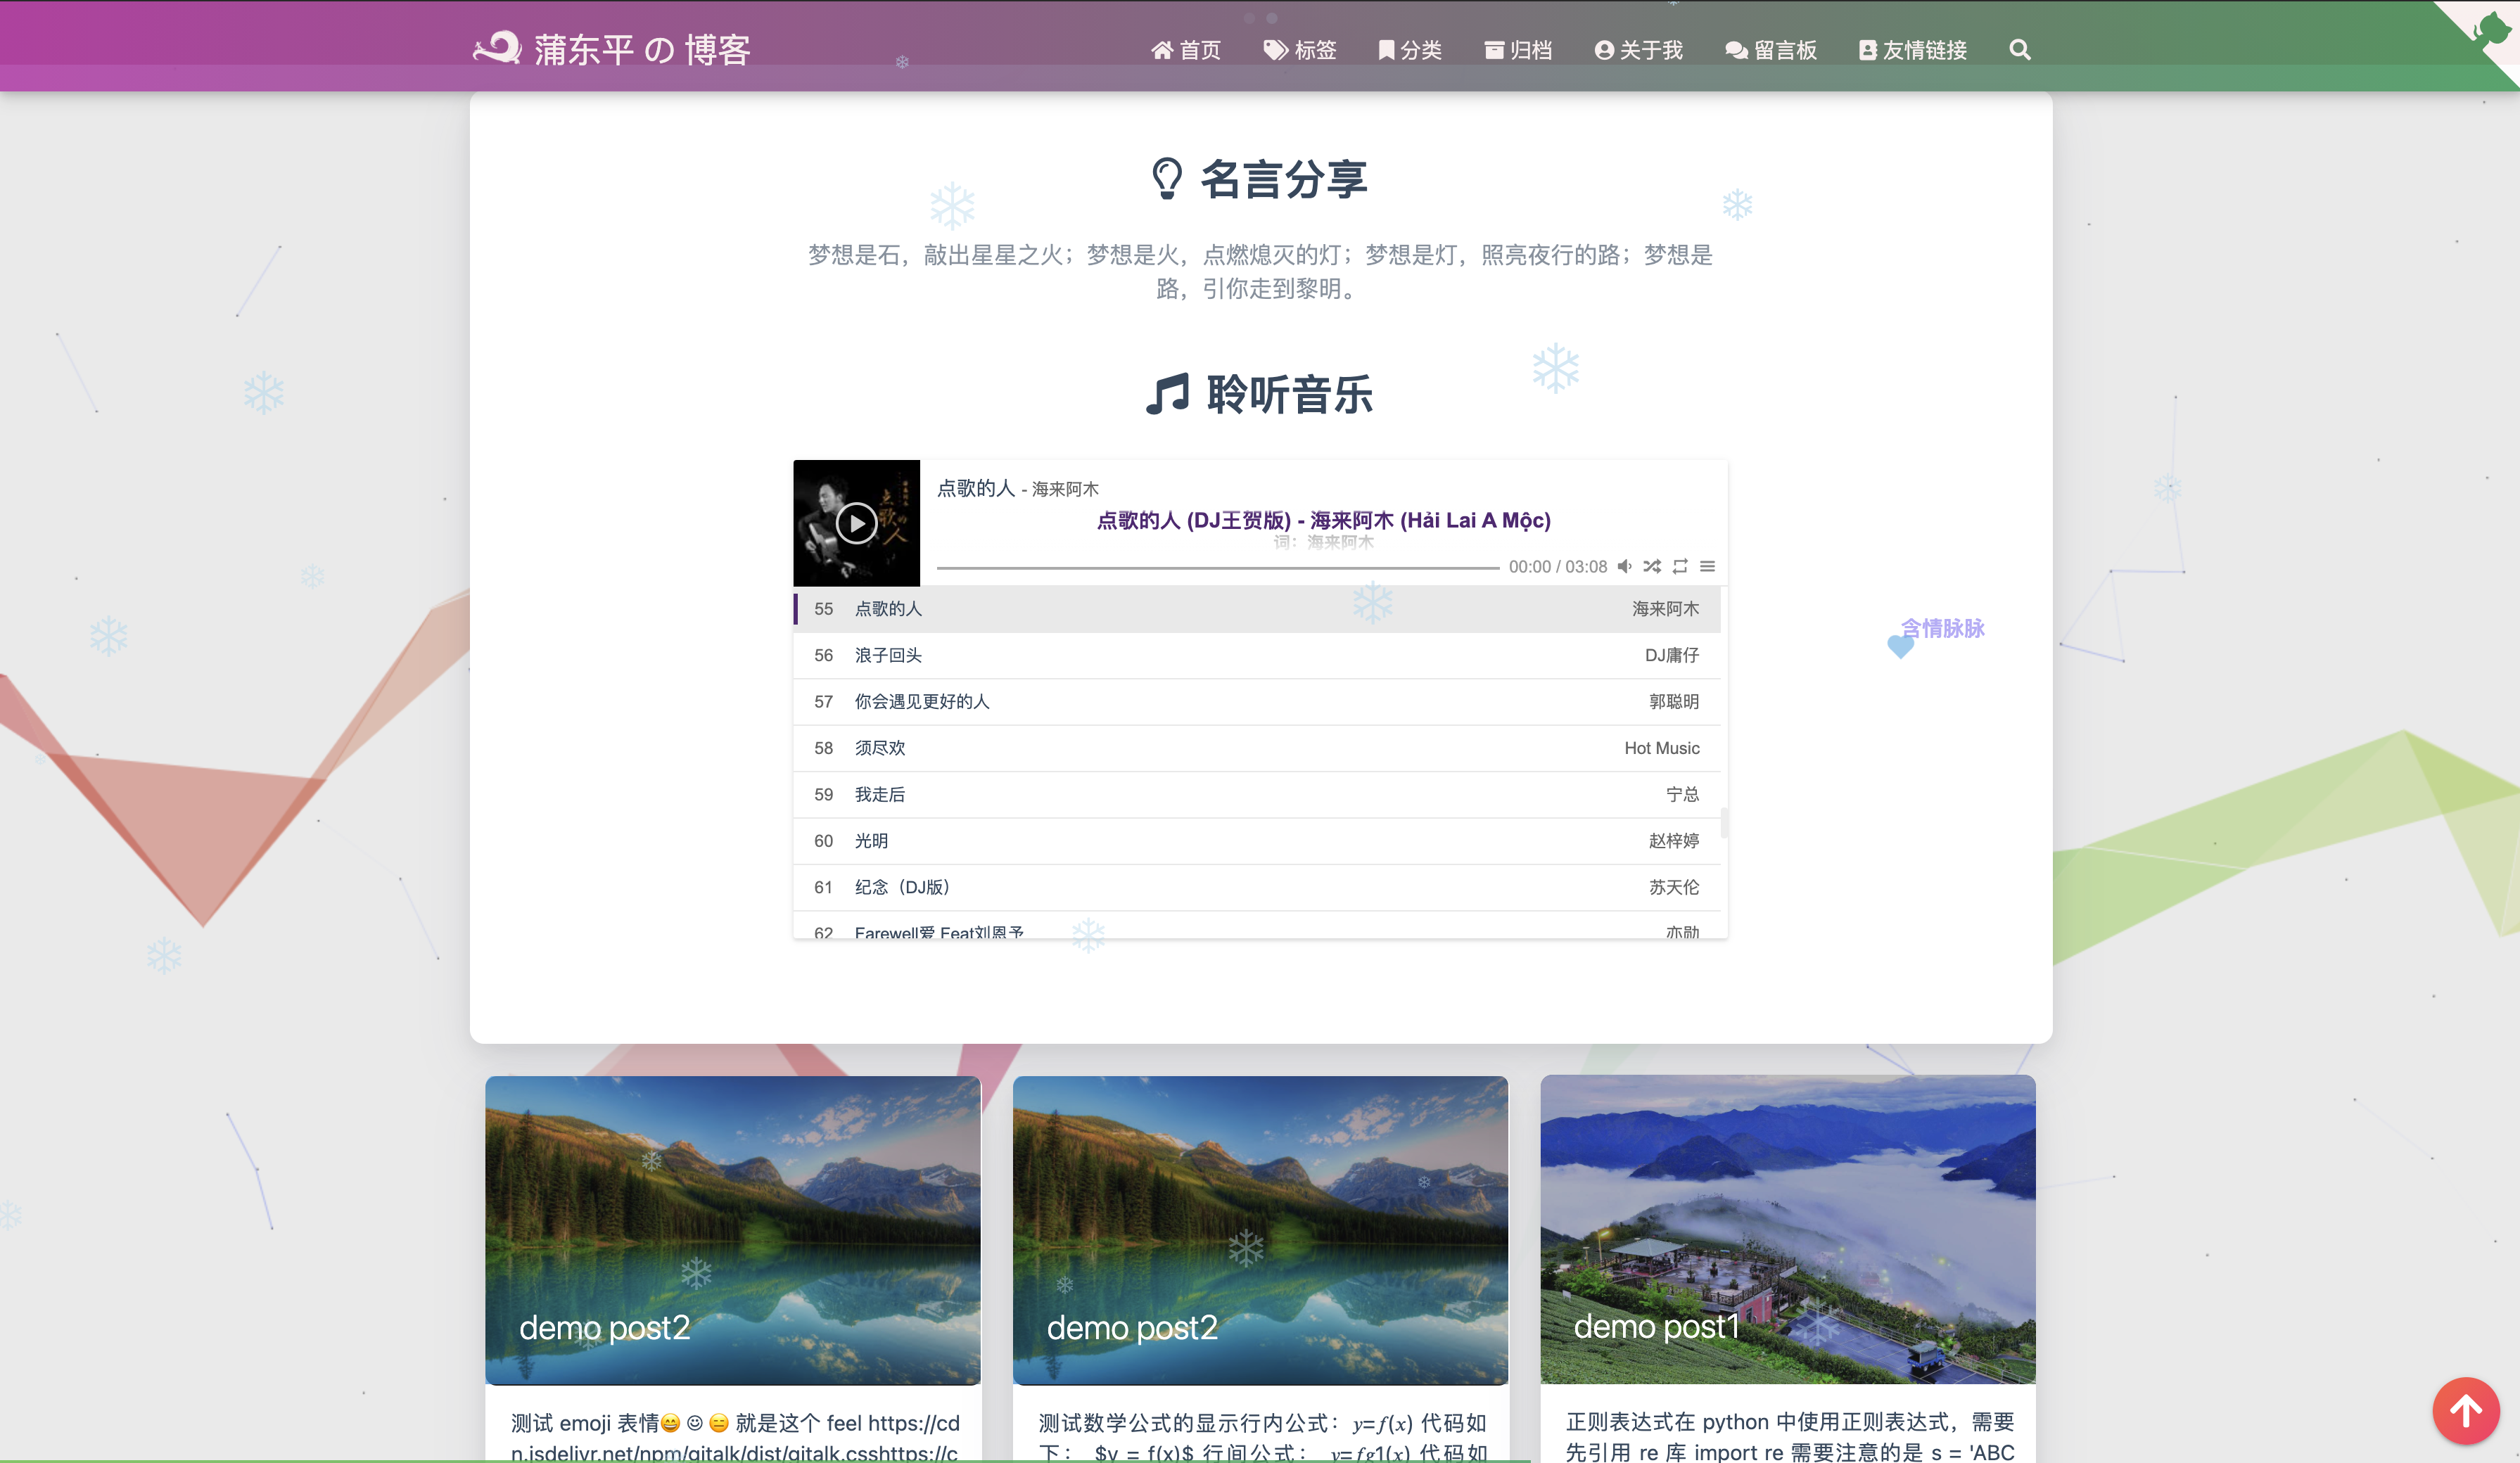 蒲东平 の 博客
首页
标签
分类
归档
关于我
留言板
友情链接
名言分享
梦想是石，敲出星星之火；梦想是火，点燃熄灭的灯；梦想是灯，照亮夜行的路；梦想是
路，引你走到黎明。
聆听音乐
点歌的人
点歌的人 - 海来阿木
点歌的人 (DJ王贺版) - 海来阿木 (Hải Lai A Mộc)
词：海来阿木
00:00 / 03:08
55 点歌的人 海来阿木
56 浪子回头 DJ庸仔
57 你会遇见更好的人 郭聪明
58 须尽欢 Hot Music
59 我走后 宁总
60 光明 赵梓婷
61 纪念（DJ版） 苏天伦
62 Farewell爱 Feat刘恩予 亦勋
含情脉脉
demo post2
demo post2
demo post1
测试 emoji 表情😄 ☺ 😑 就是这个 feel https://cd
n.jsdelivr.net/npm/gitalk/dist/gitalk.csshttps://c
测试数学公式的显示行内公式：y=f(x) 代码如
下： $y = f(x)$ 行间公式： y=fg1(x) 代码如
正则表达式在 python 中使用正则表达式，需要
先引用 re 库 import re 需要注意的是 s = 'ABC